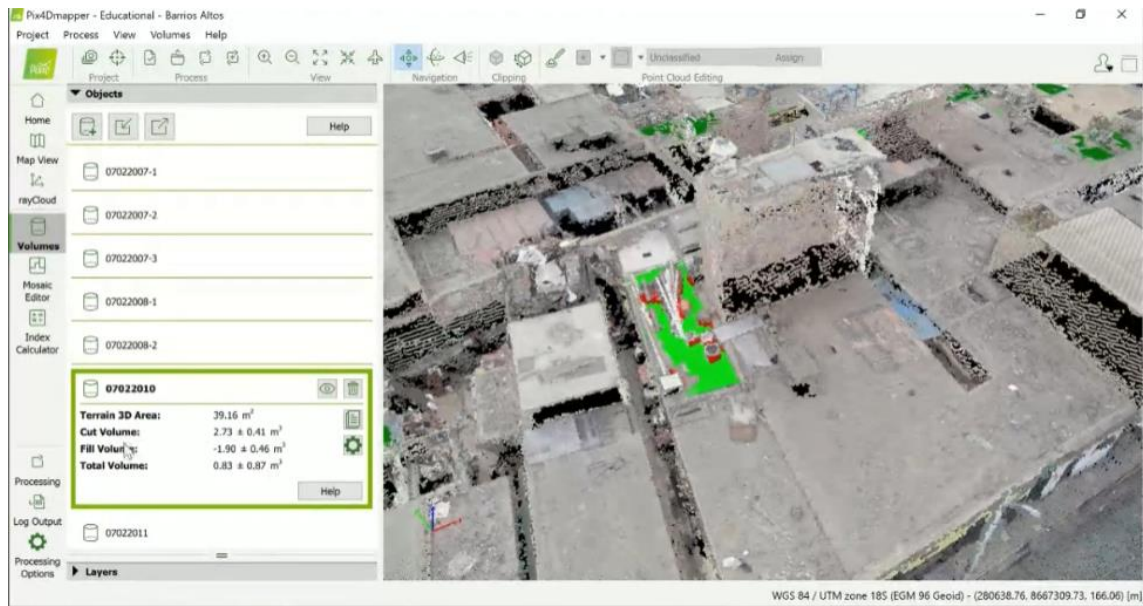 Pix4Dmapper - Educational - Barrios Altos
Project Process View Volumes Help
Unclassified Assign
Project Process View Navigation Clipping Point Cloud Editing
Home
Map View
rayCloud
Volumes
Mosaic
Editor
Index
Calculator
Processing
Log Output
Processing
Options
Objects
Help
07022007-1
07022007-2
07022007-3
07022008-1
07022008-2
07022010
Terrain 3D Area: 39.16 m²
Cut Volume: 2.73 ± 0.41 m³
Fill Volume: -1.90 ± 0.46 m³
Total Volume: 0.83 ± 0.87 m³
Help
07022011
Layers
WGS 84 / UTM zone 18S (EGM 96 Geoid) - (280638.76, 8667309.73, 166.06) [m]